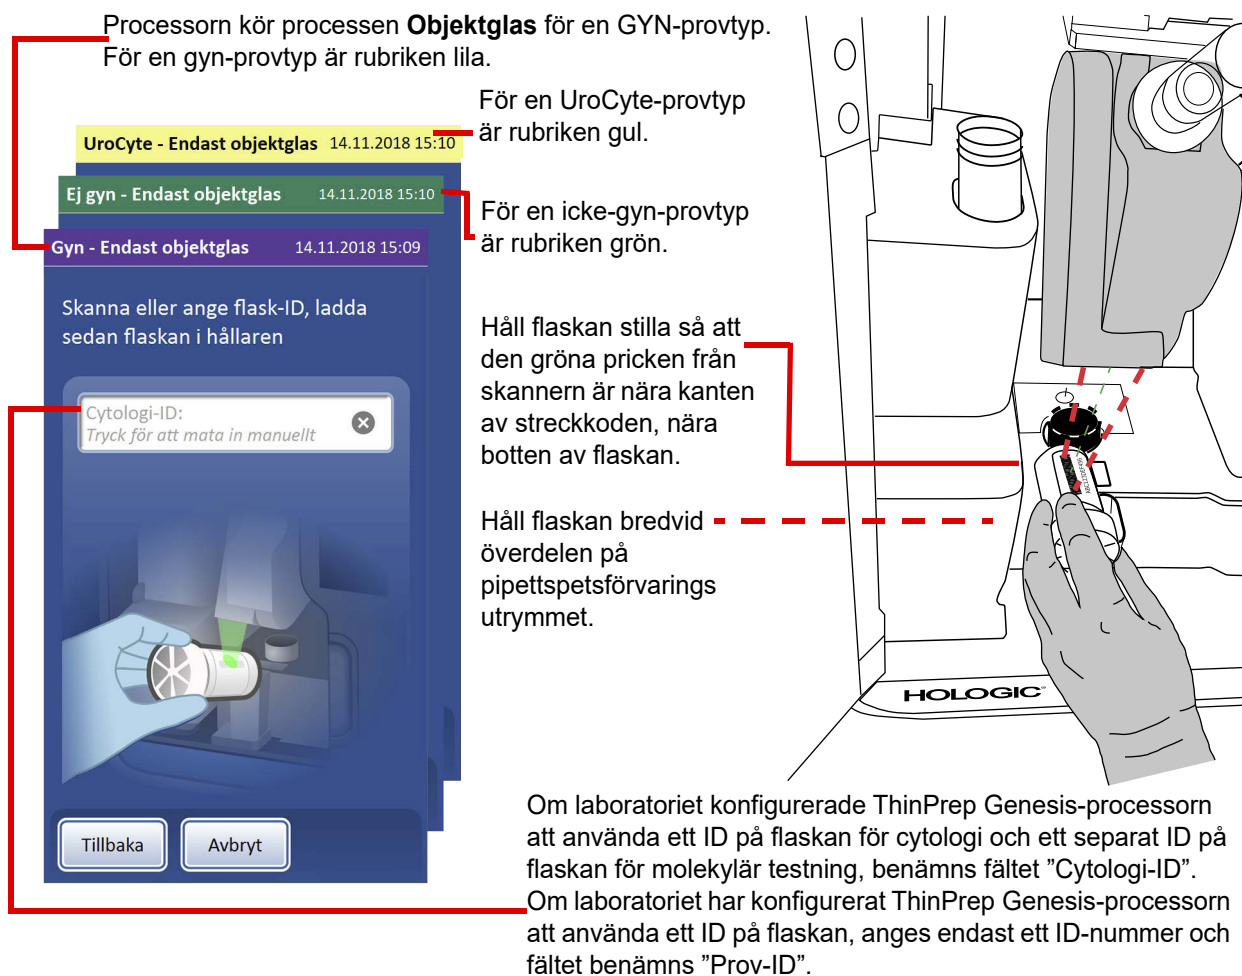 Processorn kör processen Objektglas för en GYN-provtyp.
För en gyn-provtyp är rubriken lila.
För en UroCyte-provtyp
är rubriken gul.
UroCyte - Endast objektglas 14.11.2018 15:10
Ej gyn - Endast objektglas 14.11.2018 15:10
För en icke-gyn-provtyp
är rubriken grön.
Gyn - Endast objektglas 14.11.2018 15:09
Skanna eller ange flask-ID, ladda
sedan flaskan i hållaren
Cytologi-ID:
Tryck för att mata in manuellt
Håll flaskan stilla så att
den gröna pricken från
skannern är nära kanten
av streckkoden, nära
botten av flaskan.
Håll flaskan bredvid
överdelen på
pipettspetsförvarings
utrymmet.
HOLOGIC
Tillbaka
Avbryt
Om laboratoriet konfigurerade ThinPrep Genesis-processorn
att använda ett ID på flaskan för cytologi och ett separat ID på
flaskan för molekylär testning, benämns fältet ”Cytologi-ID”.
Om laboratoriet har konfigurerat ThinPrep Genesis-processorn
att använda ett ID på flaskan, anges endast ett ID-nummer och
fältet benämns ”Prov-ID”.